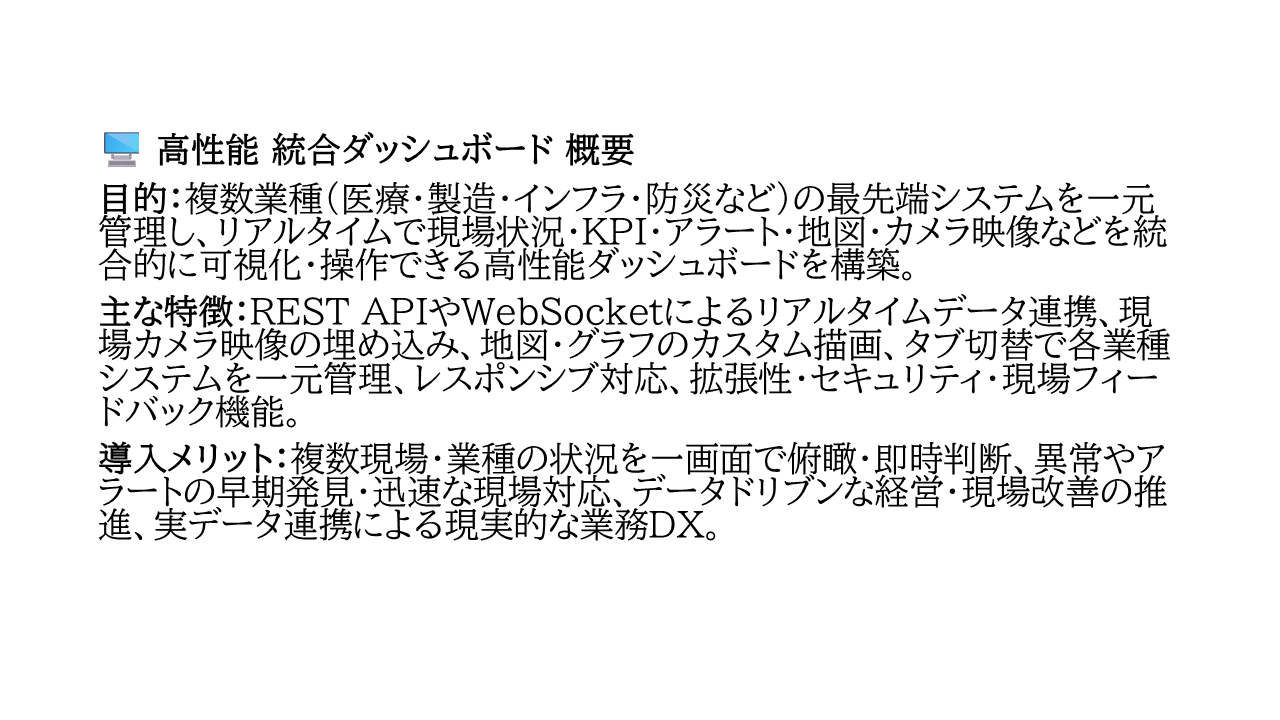 高性能 統合ダッシュボード 概要
目的：複数業種（医療・製造・インフラ・防災など）の最先端システムを一元
管理し、リアルタイムで現場状況・KPI・アラート・地図・カメラ映像などを統
合的に可視化・操作できる高性能ダッシュボードを構築。
主な特徴：REST APIやWebSocketによるリアルタイムデータ連携、現
場カメラ映像の埋め込み、地図・グラフのカスタム描画、タブ切替で各業種
システムを一元管理、レスポンシブ対応、拡張性・セキュリティ・現場フィー
ドバック機能。
導入メリット：複数現場・業種の状況を一画面で俯瞰・即時判断、異常やア
ラートの早期発見・迅速な現場対応、データドリブンな経営・現場改善の推
進、実データ連携による現実的な業務DX。